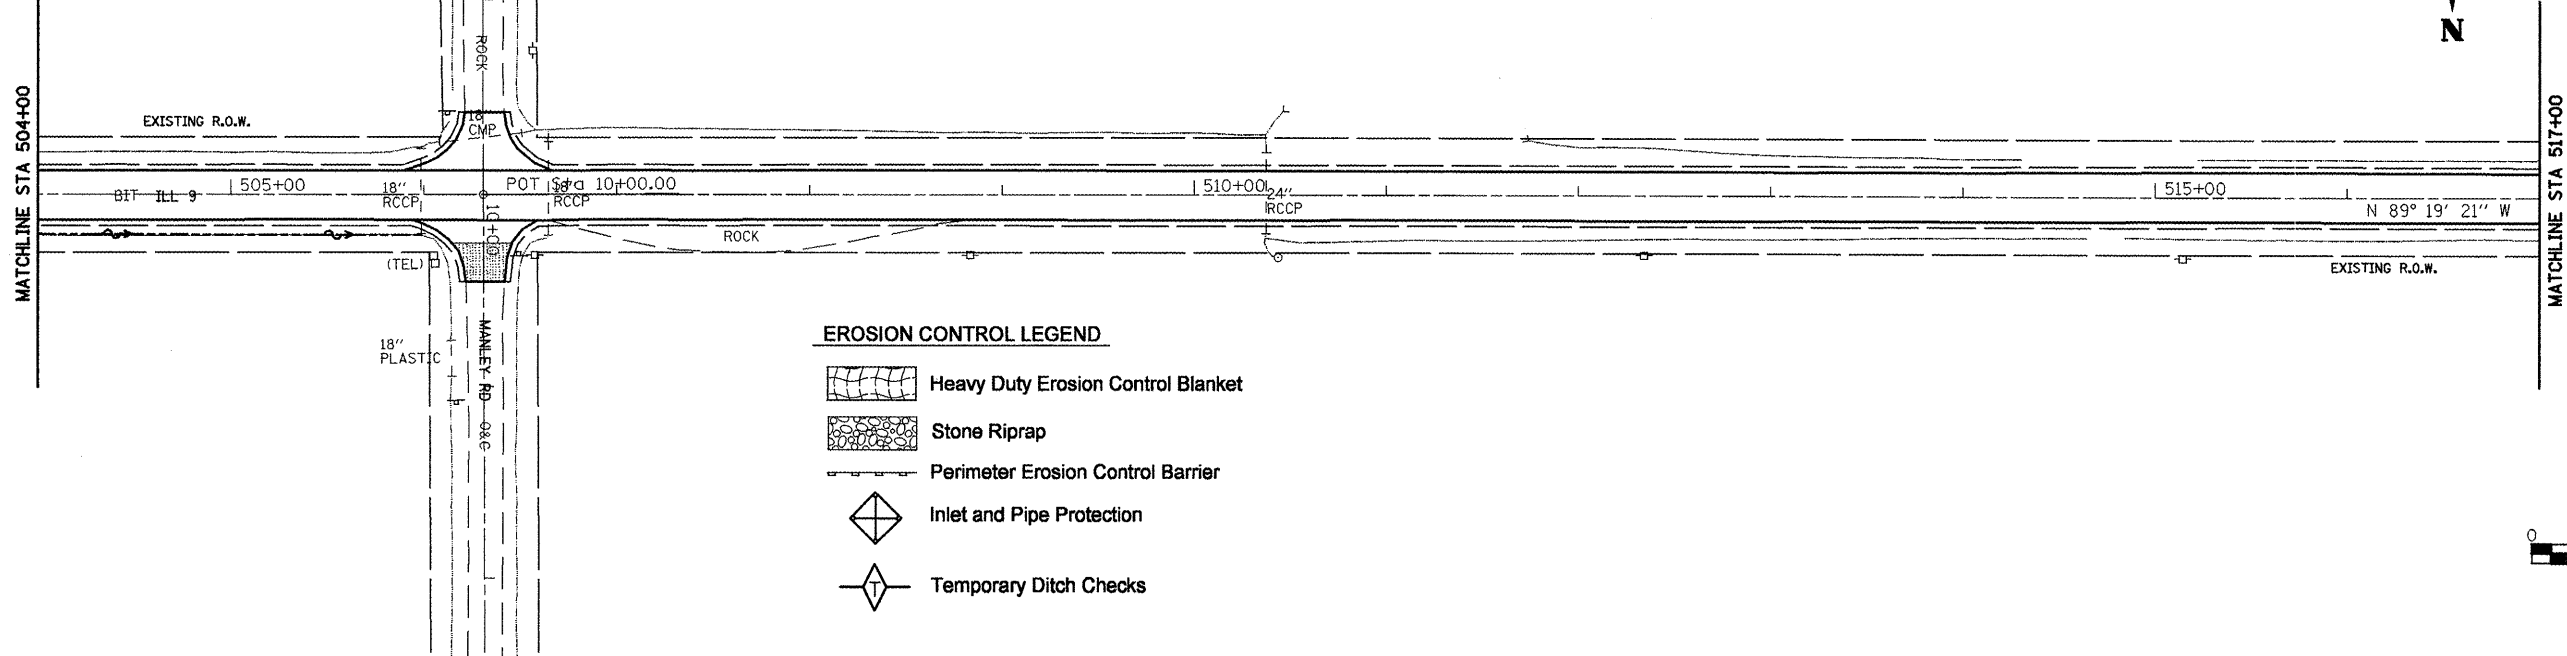 N
MATCHLINE STA 504+00
MATCHLINE STA 517+00
ROCK
EXISTING R.O.W.
18"
CMP
BIT ILL 9
505+00
18"
RCCP
POT Sta 10+00.00
18"
RCCP
10+00
510+00
24"
RCCP
515+00
N 89° 19' 21" W
ROCK
(TEL)
EXISTING R.O.W.
18"
PLASTIC
MANLEY RD
O&C
EROSION CONTROL LEGEND
Heavy Duty Erosion Control Blanket
Stone Riprap
Perimeter Erosion Control Barrier
Inlet and Pipe Protection
T
Temporary Ditch Checks
0